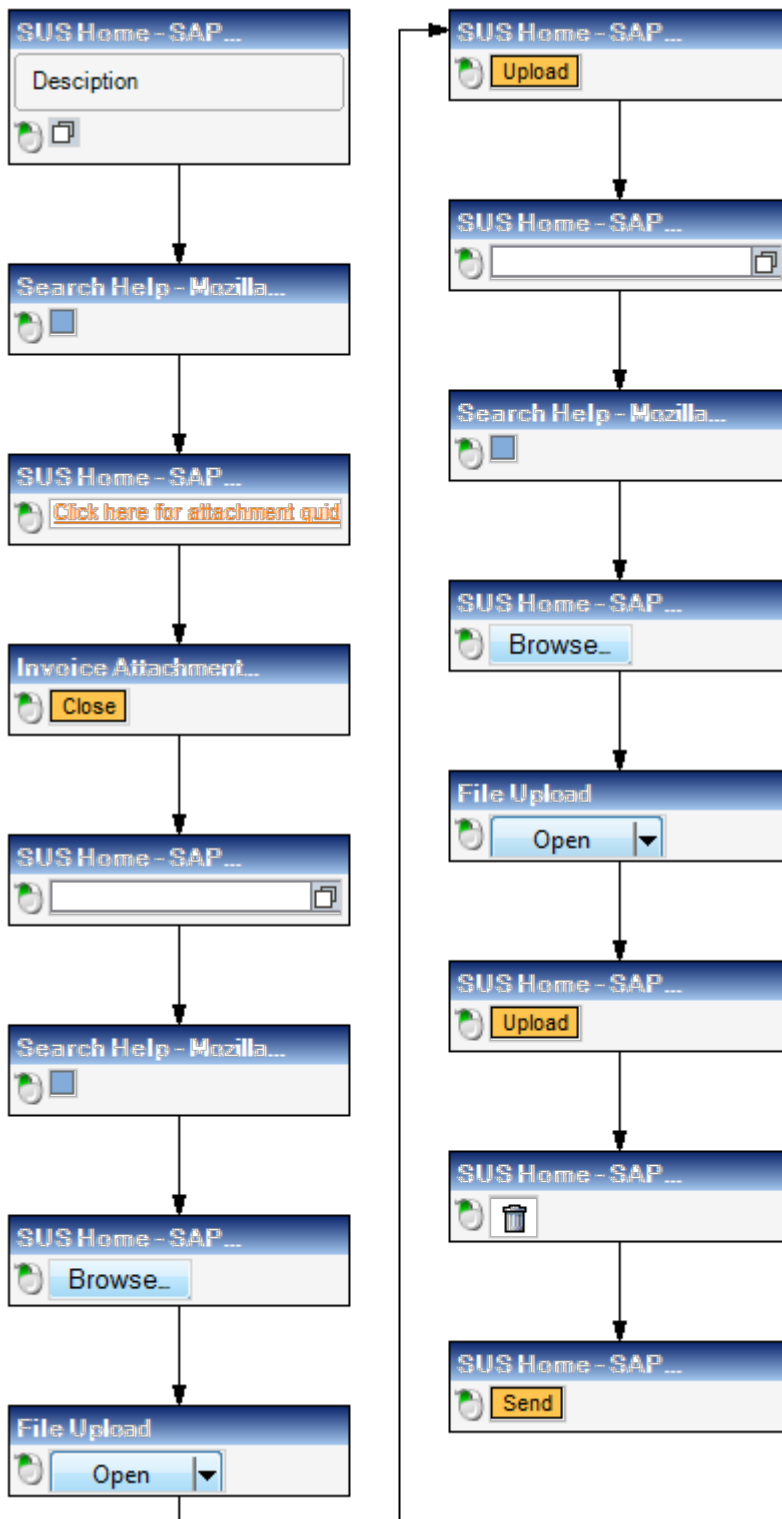 SUS Home - SAP...
Desciption
Search Help - Mozilla...
SUS Home - SAP...
Click here for attachment guid
Invoice Attachment...
Close
SUS Home - SAP...
Search Help - Mozilla...
SUS Home - SAP...
Browse...
File Upload
Open
SUS Home - SAP...
Upload
SUS Home - SAP...
Search Help - Mozilla...
SUS Home - SAP...
Browse...
File Upload
Open
SUS Home - SAP...
Upload
SUS Home - SAP...
SUS Home - SAP...
Send